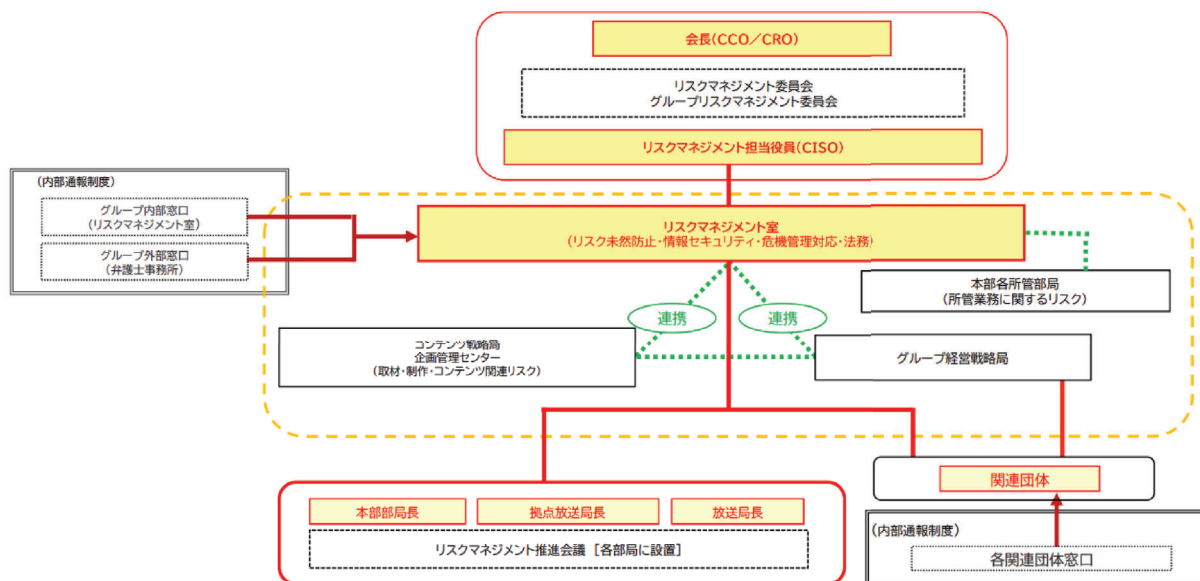 会長(CCO／CRO)
リスクマネジメント委員会
グループリスクマネジメント委員会
リスクマネジメント担当役員(CISO)
(内部通報制度)
グループ内部窓口
(リスクマネジメント室)
グループ外部窓口
(弁護士事務所)
リスクマネジメント室
(リスク未然防止・情報セキュリティ・危機管理対応・法務)
本部各所管部局
(所管業務に関するリスク)
連携
連携
コンテンツ戦略局
企画管理センター
(取材・制作・コンテンツ関連リスク)
グループ経営戦略局
関連団体
本部部局長
拠点放送局長
放送局長
リスクマネジメント推進会議 [各部局に設置]
(内部通報制度)
各関連団体窓口